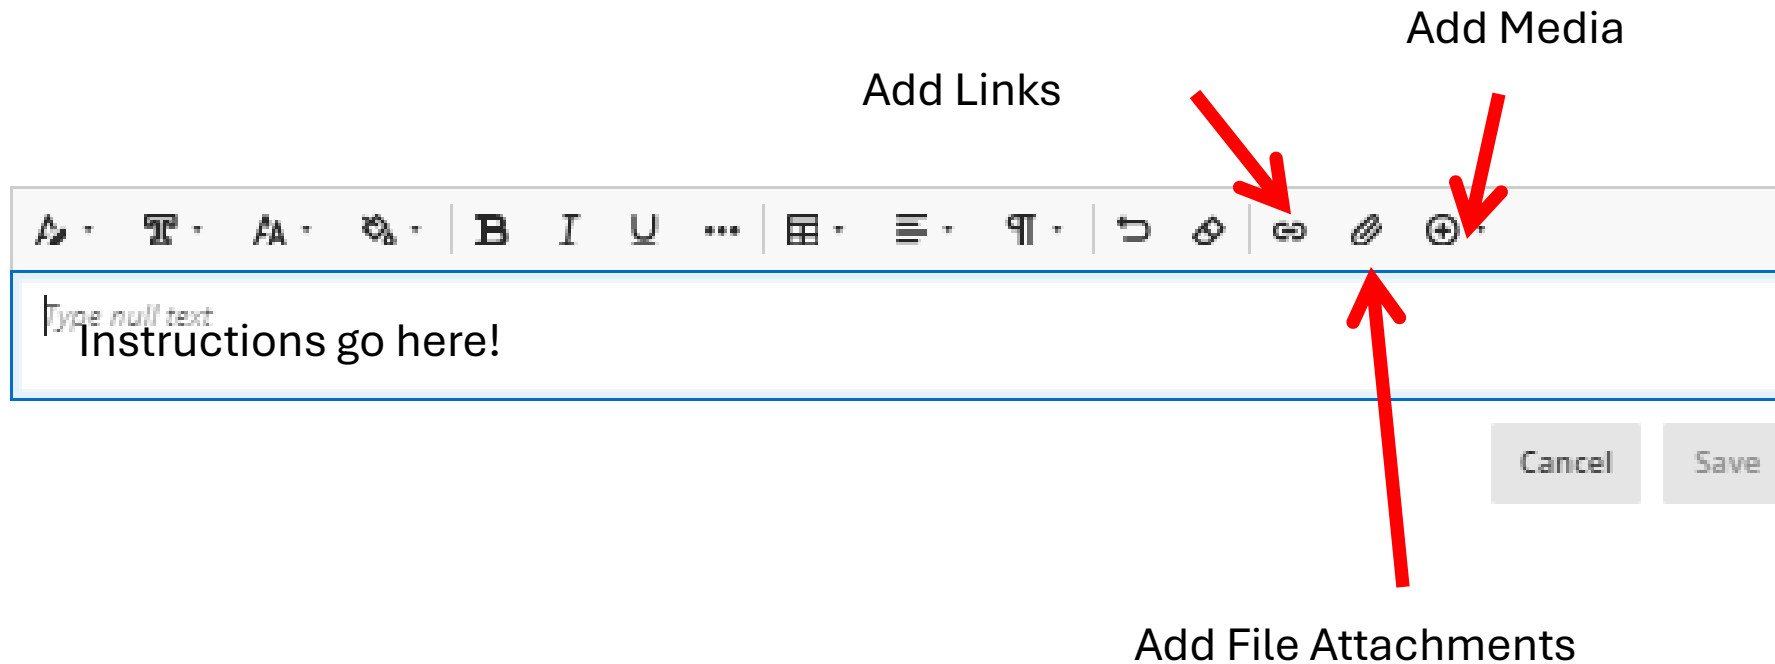 Add Media
Add Links
B I U
Type null text
Instructions go here!
Cancel Save
Add File Attachments